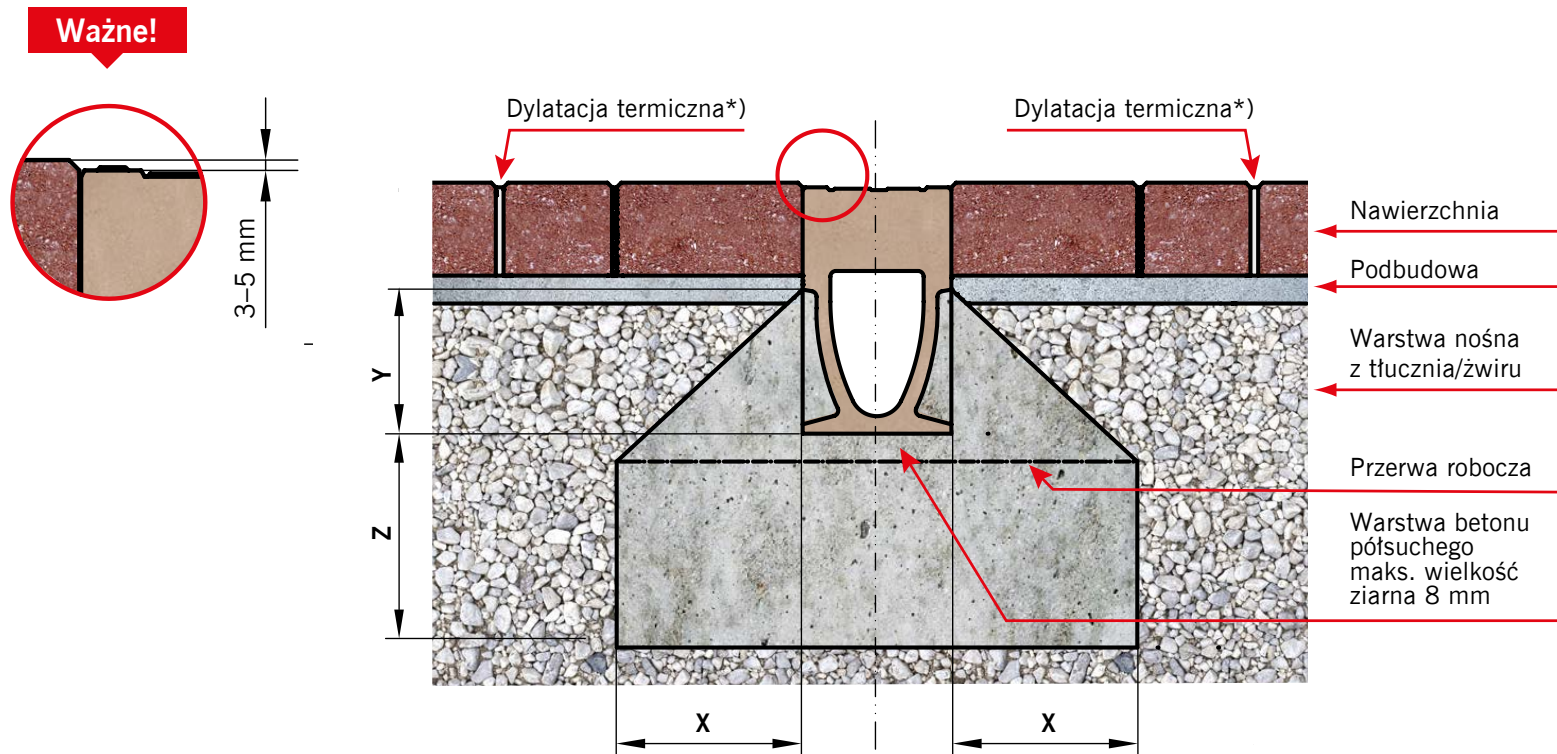 Ważne!
3–5 mm
Dylatacja termiczna*)
Dylatacja termiczna*)
Nawierzchnia
Podbudowa
Warstwa nośna
z tłucznia/żwiru
Przerwa robocza
Warstwa betonu
półsuchego
maks. wielkość
ziarna 8 mm
Y
Z
X
X